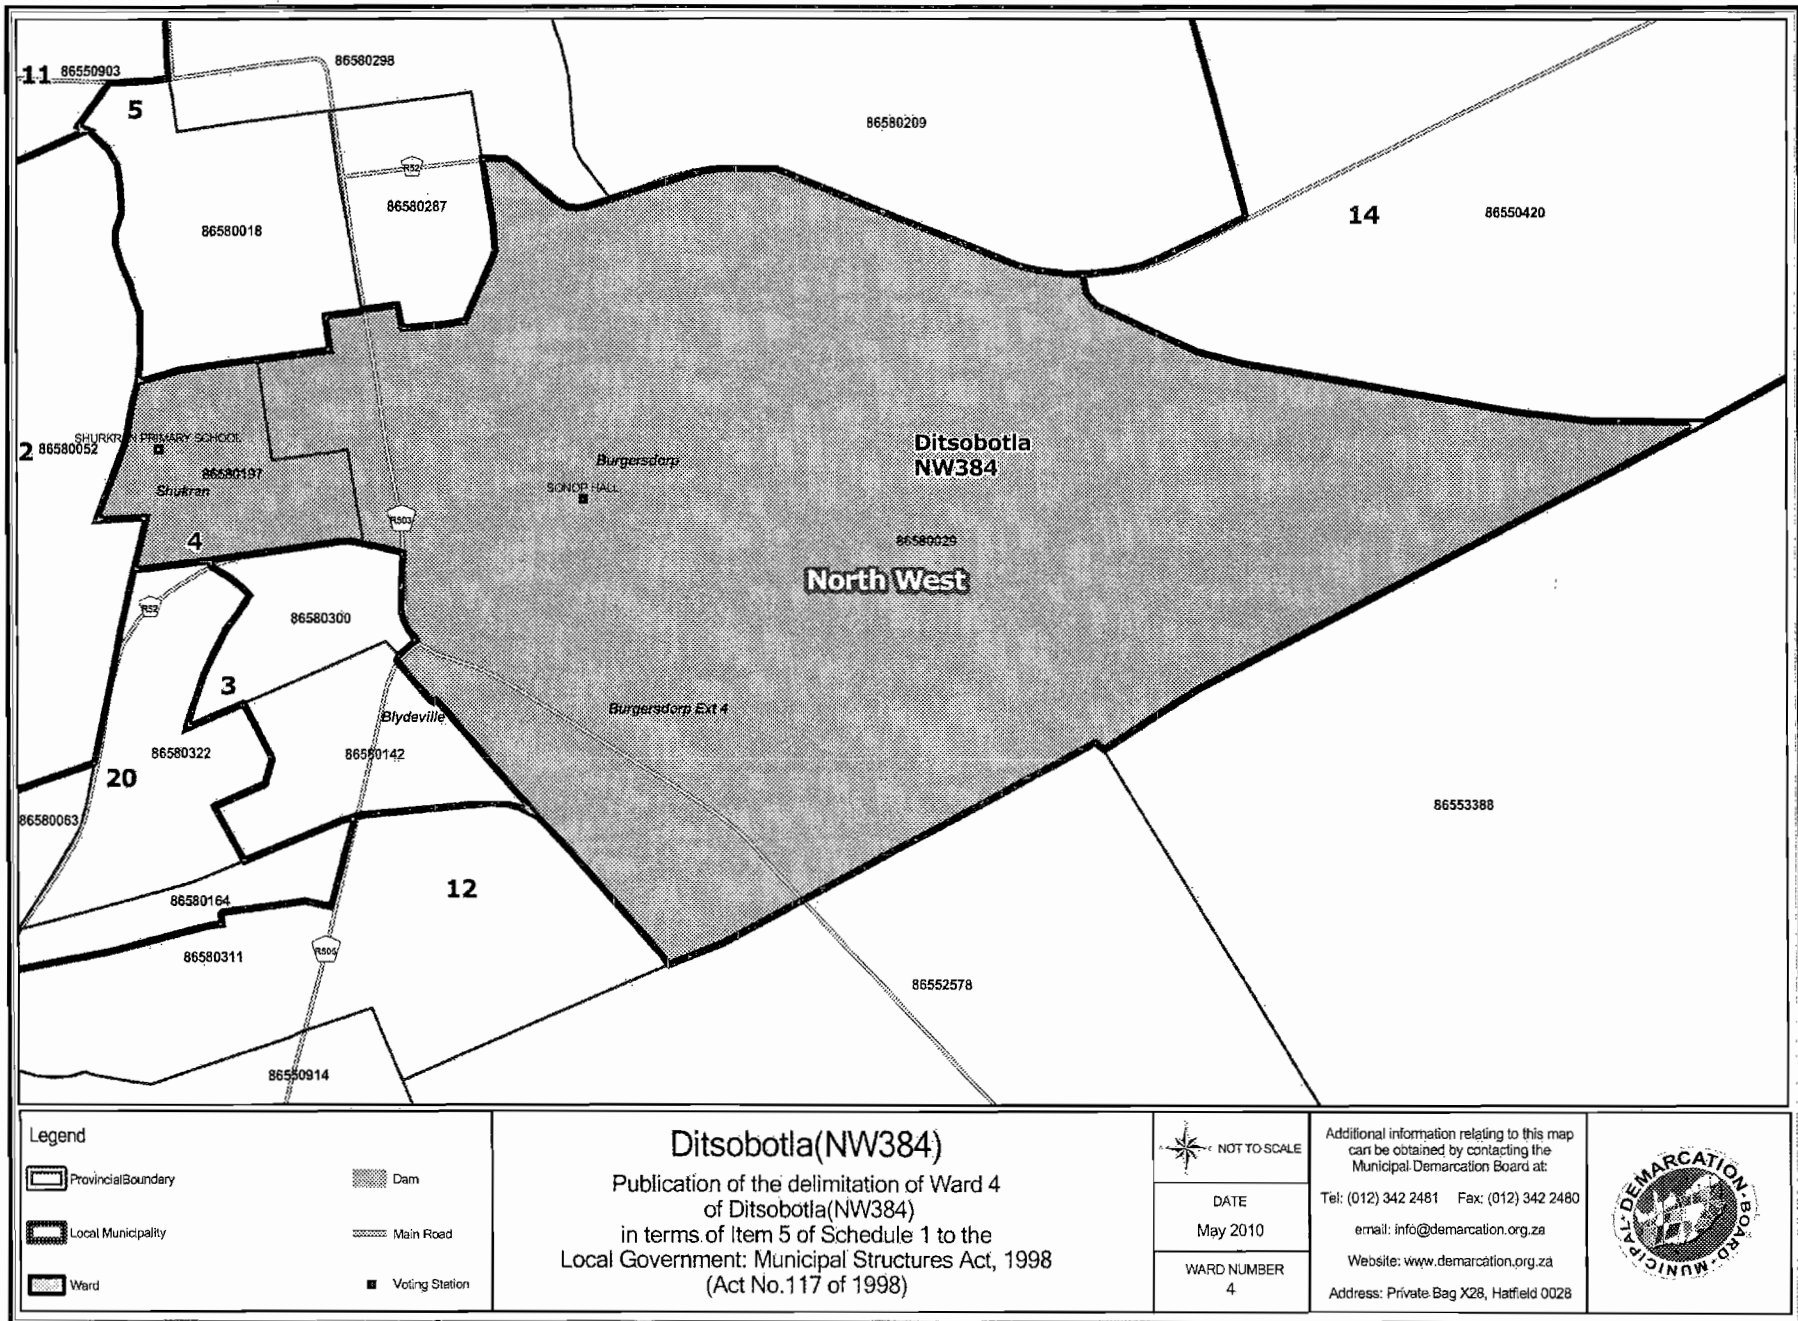 11 86550903
5
86580298
86580209
R52
86580287
86580018
14
86550420
2 86580052
SHURKRAN PRIMARY SCHOOL
86580197
Shukran
4
R503
Burgersdorp
SONOP HALL
Ditsobotla
NW384
86580029
North West
R52
86580300
3
Blydeville
Burgersdorp Ext 4
86580322
86580142
20
86580063
86553388
12
86580164
R505
86580311
86552578
86550914
Legend
ProvincialBoundary
Local Municipality
Ward
Dam
Main Road
Voting Station
Ditsobotla(NW384)
Publication of the delimitation of Ward 4
of Ditsobotla(NW384)
in terms of Item 5 of Schedule 1 to the
Local Government: Municipal Structures Act, 1998
(Act No.117 of 1998)
NOT TO SCALE
DATE
May 2010
WARD NUMBER
4
Additional information relating to this map
can be obtained by contacting the
Municipal Demarcation Board at:
Tel: (012) 342 2481 Fax: (012) 342 2480
email: info@demarcation.org.za
Website: www.demarcation.org.za
Address: Private Bag X28, Hatfield 0028
MUNICIPAL DEMARCATION BOARD